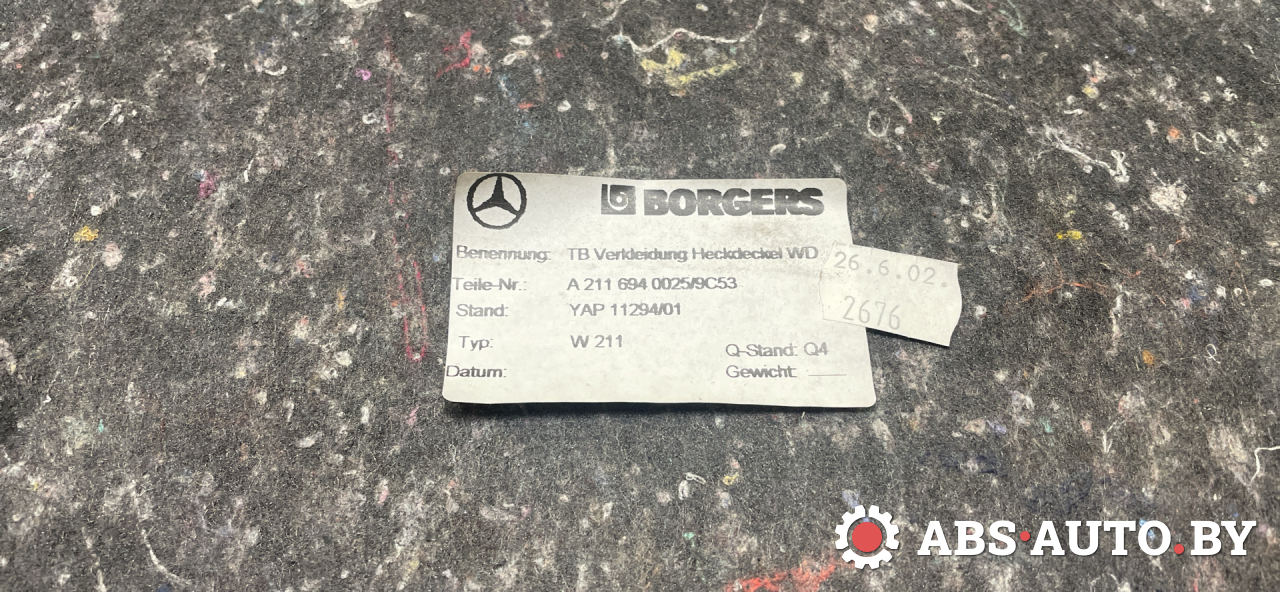 BORGERS
Benennung: TB Verkleidung Heckdeckel WD
Teile-Nr.: A 211 694 0025/9C53
Stand: YAP 11294/01
Typ: W 211
Q-Stand: Q4
Datum:
Gewicht:
26.6.02.
2676
ABS·AUTO.BY